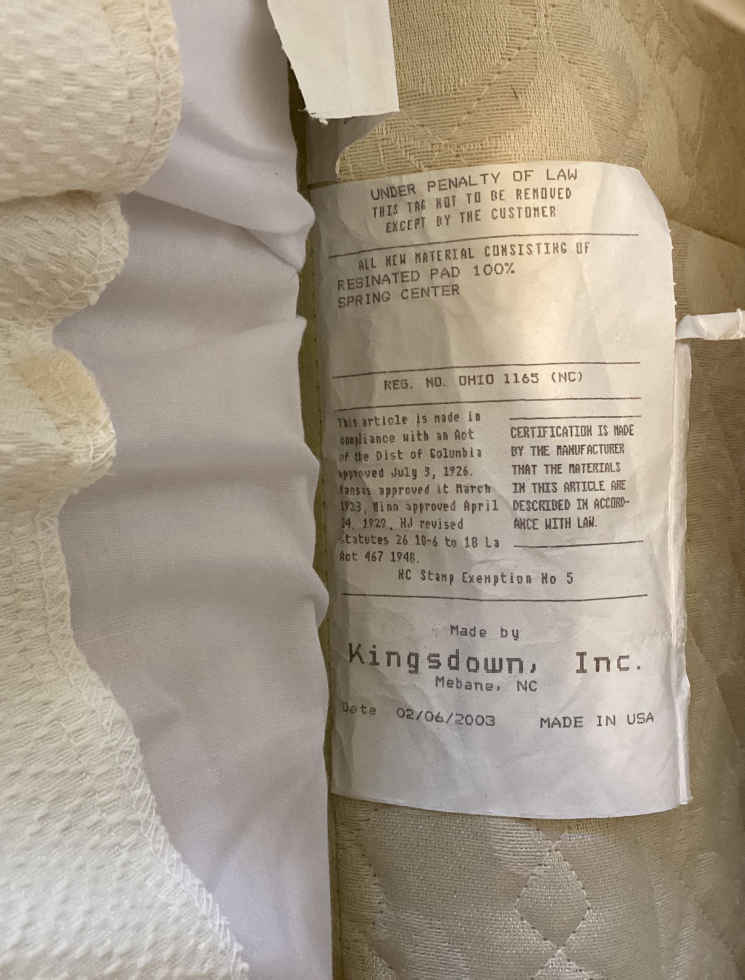 UNDER PENALTY OF LAW
THIS TAG NOT TO BE REMOVED
EXCEPT BY THE CUSTOMER
ALL NEW MATERIAL CONSISTING OF
RESINATED PAD 100%
SPRING CENTER
REG. NO. OHIO 1165 (NC)
This article is made in
compliance with an Act
of the Dist of Columbia
approved July 3, 1926.
Kansas approved it March
1923, Minn approved April
24, 1929, NJ revised
statutes 26 10-6 to 18 La
Act 467 1948.
CERTIFICATION IS MADE
BY THE MANUFACTURER
THAT THE MATERIALS
IN THIS ARTICLE ARE
DESCRIBED IN ACCORD-
ANCE WITH LAW.
NC Stamp Exemption No 5
Made by
Kingsdown, Inc.
Mebane, NC
Date 02/06/2003 MADE IN USA